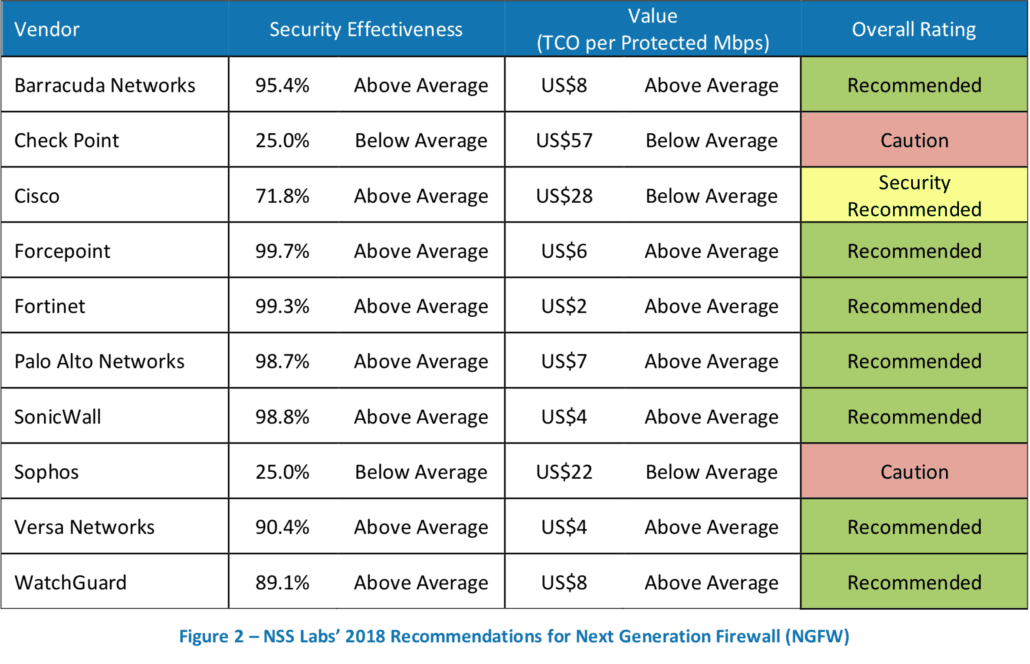 Vendor Security Effectiveness Value (TCO per Protected Mbps) Overall Rating
Barracuda Networks 95.4% Above Average US$8 Above Average Recommended
Check Point 25.0% Below Average US$57 Below Average Caution
Cisco 71.8% Above Average US$28 Below Average Security Recommended
Forcepoint 99.7% Above Average US$6 Above Average Recommended
Fortinet 99.3% Above Average US$2 Above Average Recommended
Palo Alto Networks 98.7% Above Average US$7 Above Average Recommended
SonicWall 98.8% Above Average US$4 Above Average Recommended
Sophos 25.0% Below Average US$22 Below Average Caution
Versa Networks 90.4% Above Average US$4 Above Average Recommended
WatchGuard 89.1% Above Average US$8 Above Average Recommended
Figure 2 – NSS Labs’ 2018 Recommendations for Next Generation Firewall (NGFW)